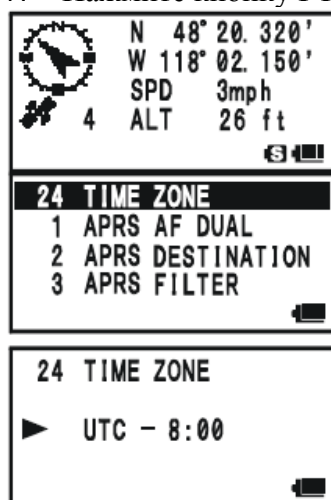 N
N 48° 20. 320'
W 118° 02. 150'
SPD 3mph
4 ALT 26 ft
S
24 TIME ZONE
1 APRS AF DUAL
2 APRS DESTINATION
3 APRS FILTER
24 TIME ZONE
▶ UTC - 8:00